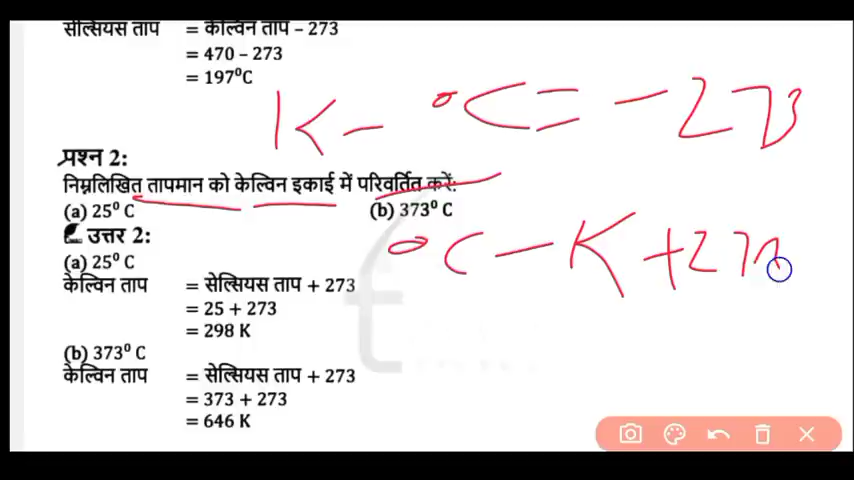 सेल्सियस ताप = केल्विन ताप – 273
= 470 – 273
= 197⁰C
K - °C = - 273
प्रश्न 2:
निम्नलिखित तापमान को केल्विन इकाई में परिवर्तित करें:
(a) 25⁰ C (b) 373⁰ C
°C - K + 273
उत्तर 2:
(a) 25⁰ C
केल्विन ताप = सेल्सियस ताप + 273
= 25 + 273
= 298 K
(b) 373⁰ C
केल्विन ताप = सेल्सियस ताप + 273
= 373 + 273
= 646 K